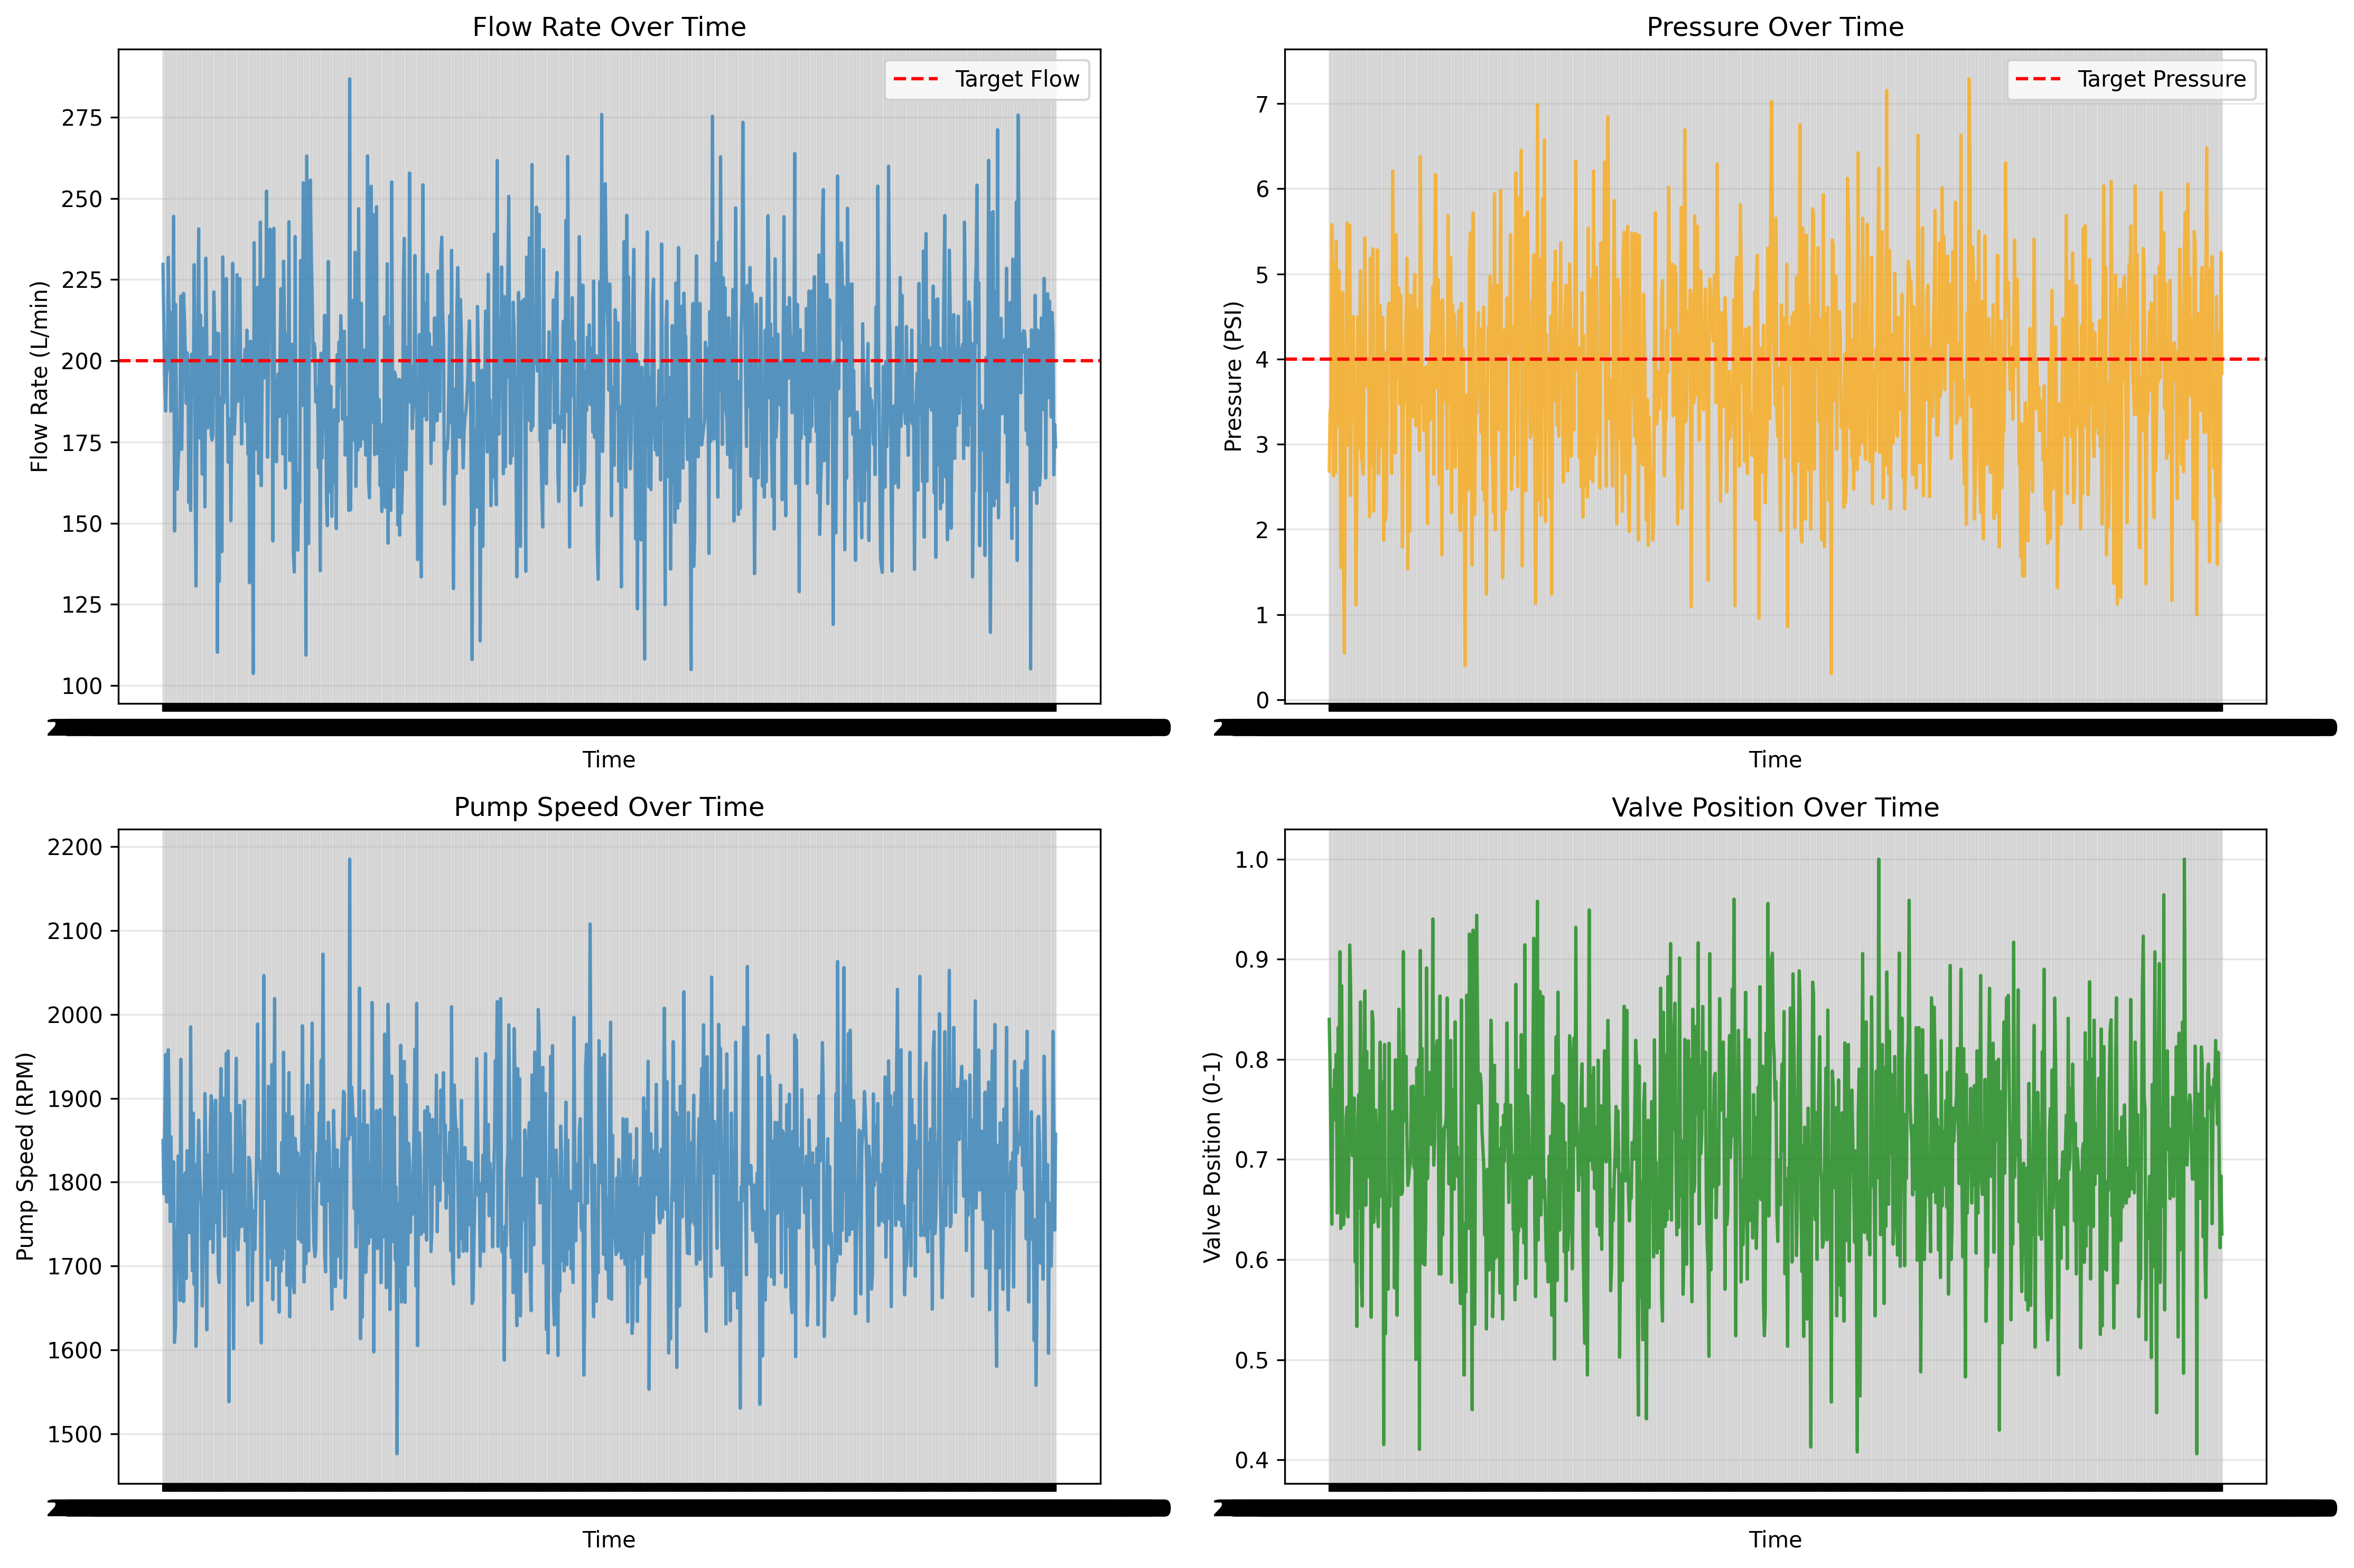 Flow Rate Over Time
Flow Rate (L/min)
275
250
225
200
175
150
125
100
Target Flow
Time
Pressure Over Time
Pressure (PSI)
7
6
5
4
3
2
1
0
Target Pressure
Time
Pump Speed Over Time
Pump Speed (RPM)
2200
2100
2000
1900
1800
1700
1600
1500
Time
Valve Position Over Time
Valve Position (0-1)
1.0
0.9
0.8
0.7
0.6
0.5
0.4
Time